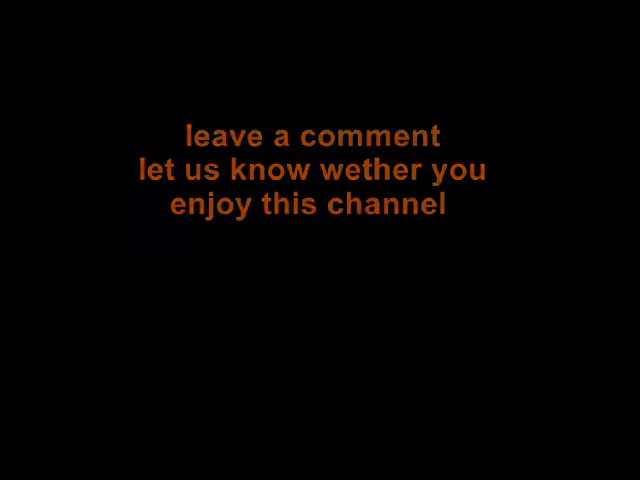 leave a comment
let us know wether you
enjoy this channel